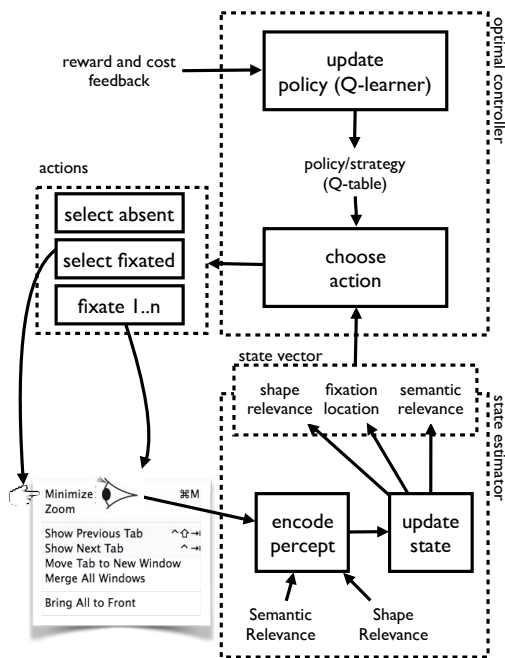 optimal controller
reward and cost
feedback
update
policy (Q-learner)
policy/strategy
(Q-table)
choose
action
actions
select absent
select fixated
fixate 1..n
state vector
shape
relevance
fixation
location
semantic
relevance
state estimator
encode
percept
update
state
Semantic
Relevance
Shape
Relevance
Minimize ⌘M
Zoom
Show Previous Tab ^⇧⇥
Show Next Tab ^⇥
Move Tab to New Window
Merge All Windows
Bring All to Front